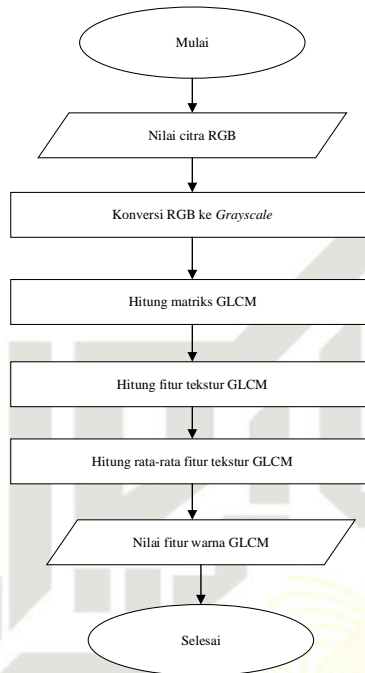 Mulai
Nilai citra RGB
Konversi RGB ke Grayscale
Hitung matriks GLCM
Hitung fitur tekstur GLCM
Hitung rata-rata fitur tekstur GLCM
Nilai fitur warna GLCM
Selesai